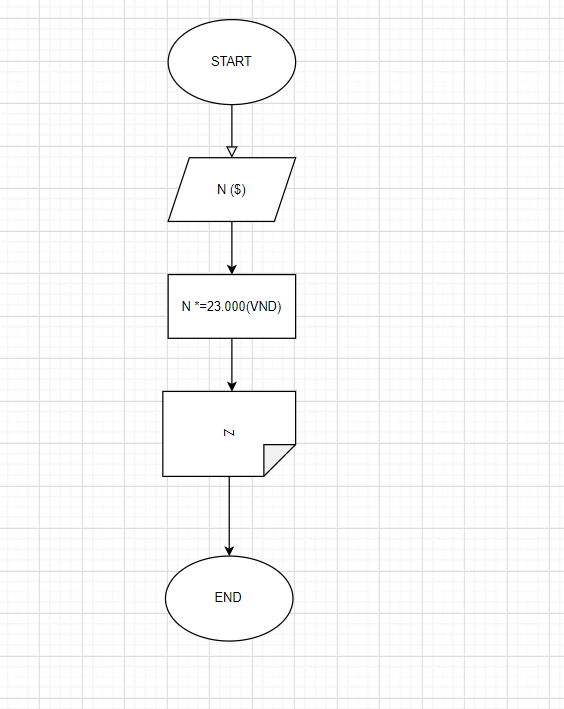 START
N ($)
N *=23.000(VND)
N
END